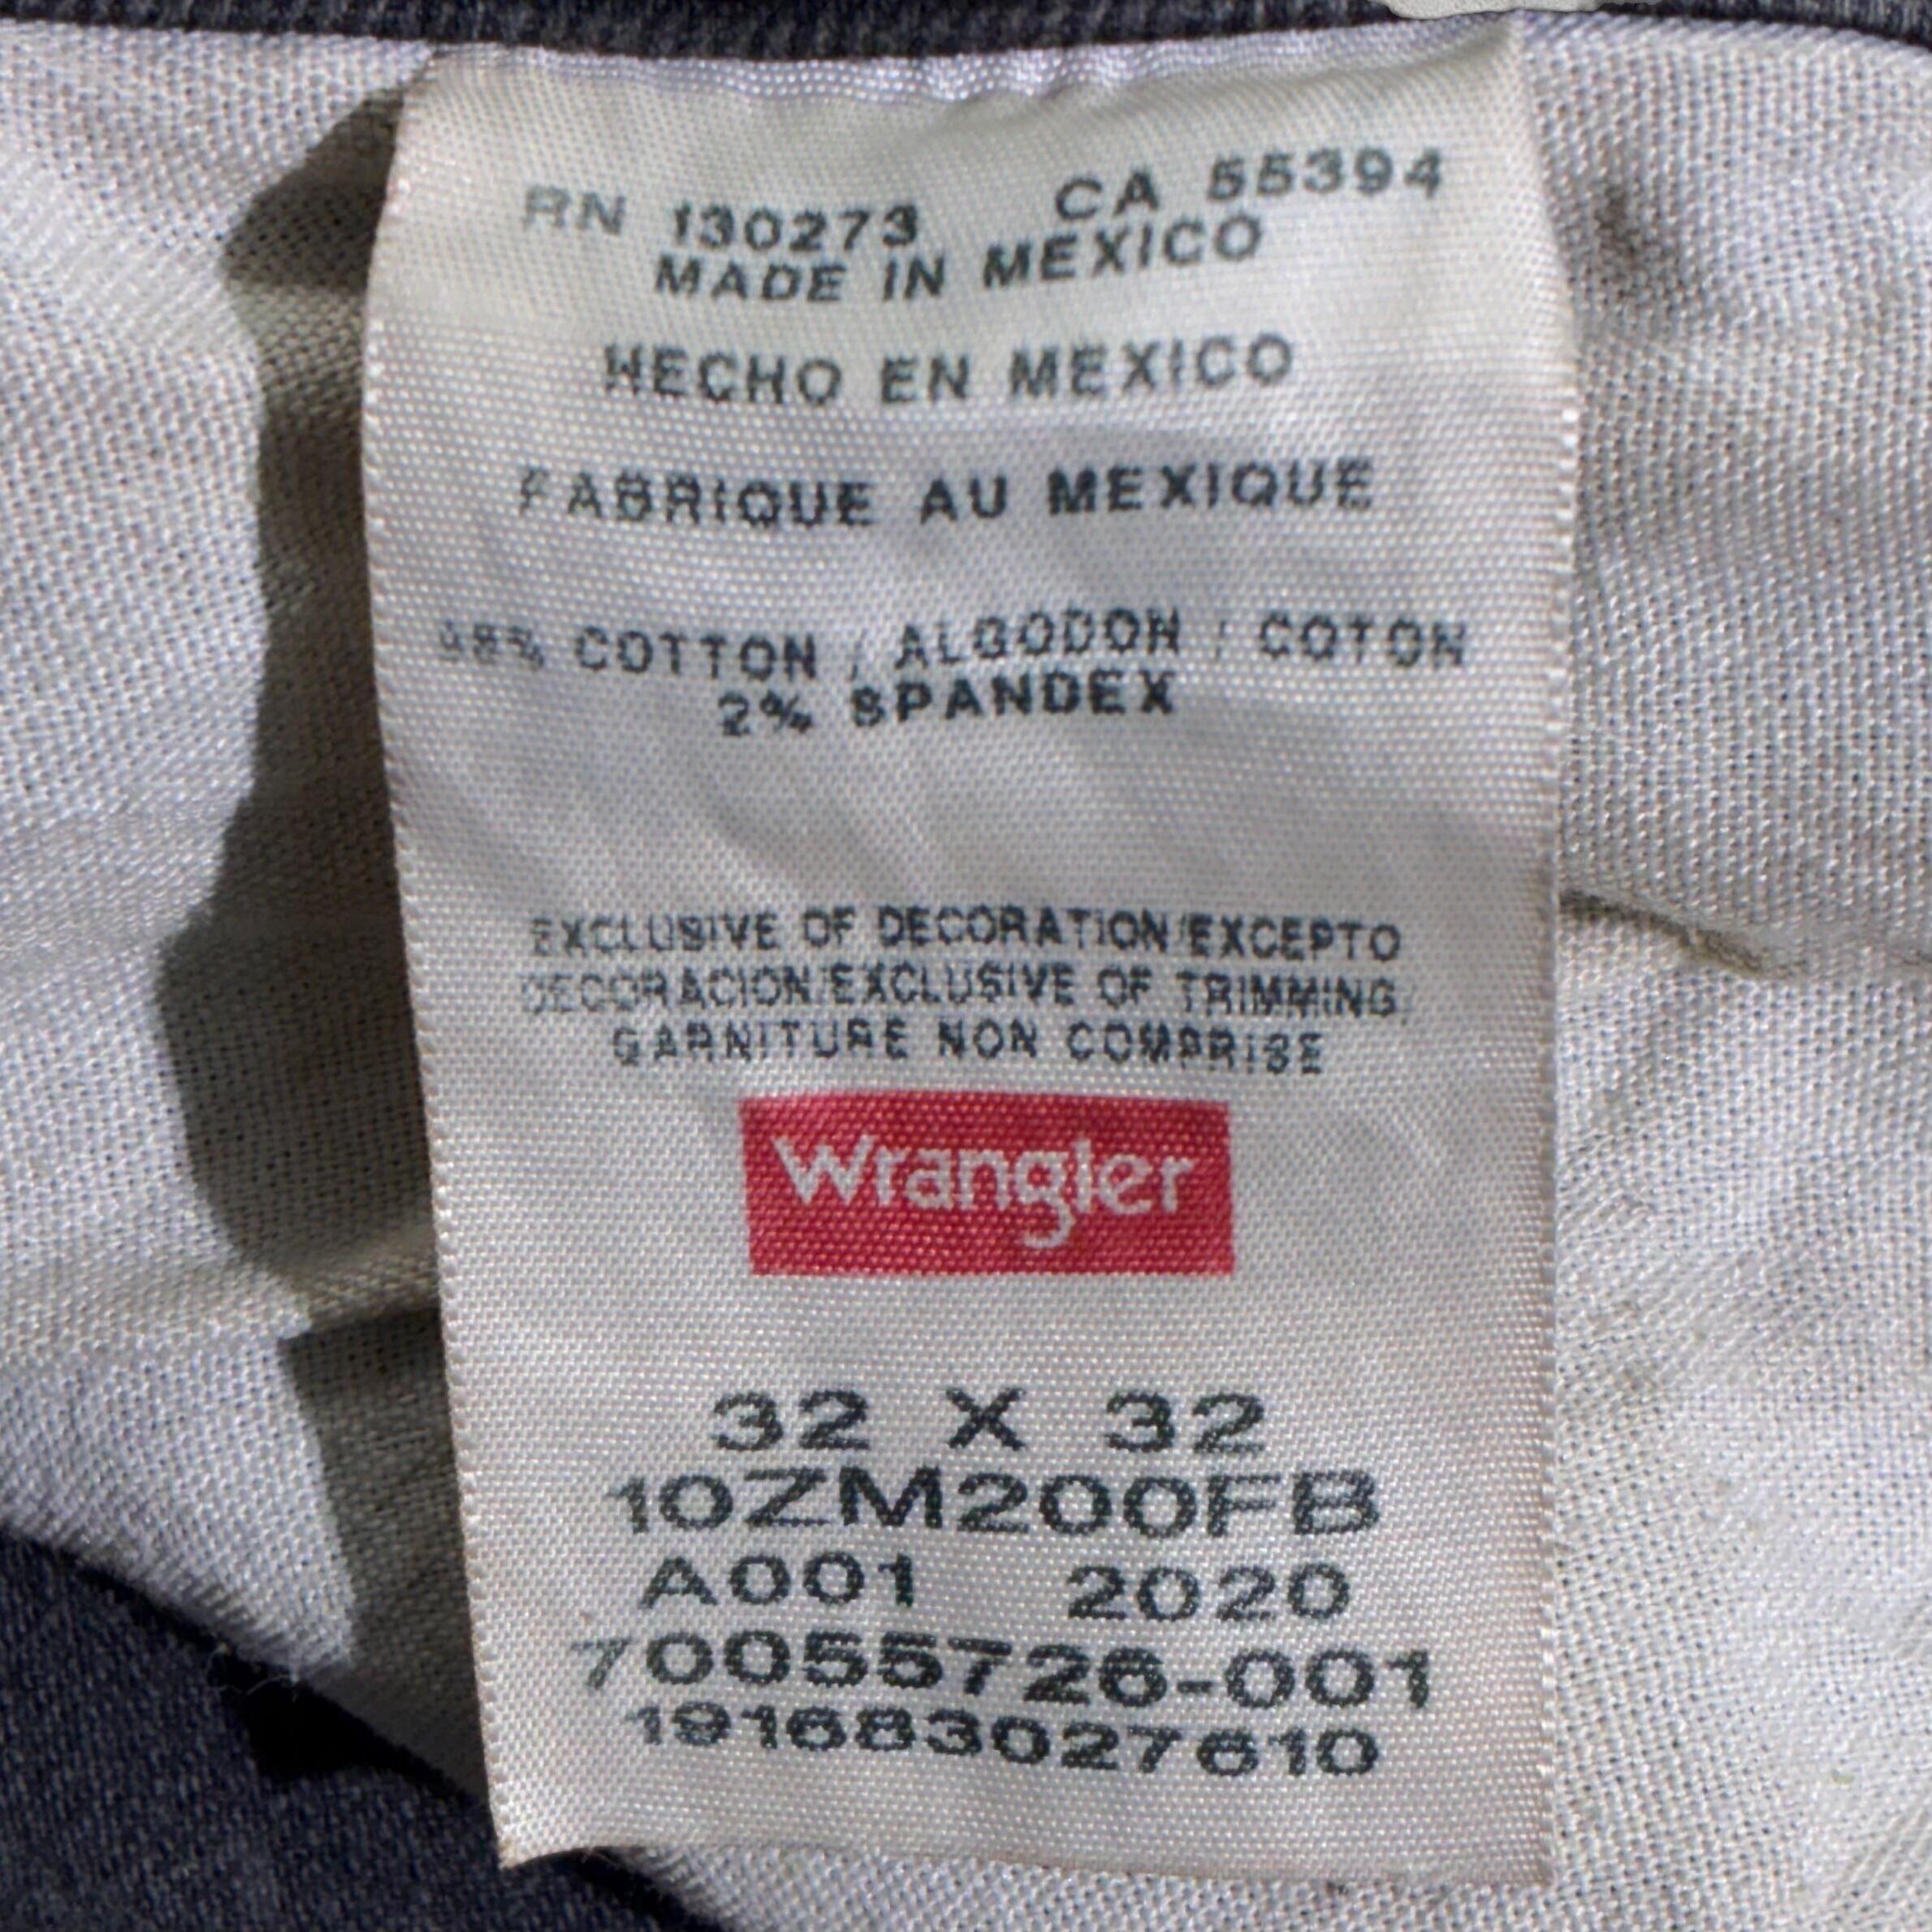 RN 130273 CA 55394
MADE IN MEXICO
HECHO EN MEXICO
FABRIQUE AU MEXIQUE
98% COTTON / ALGODON / COTON
2% SPANDEX
EXCLUSIVE OF DECORATION/EXCEPTO
DECORACION/EXCLUSIVE OF TRIMMING/
GARNITURE NON COMPRISE
Wrangler
32 X 32
10ZM200FB
A001 2020
70055726-001
191683027610